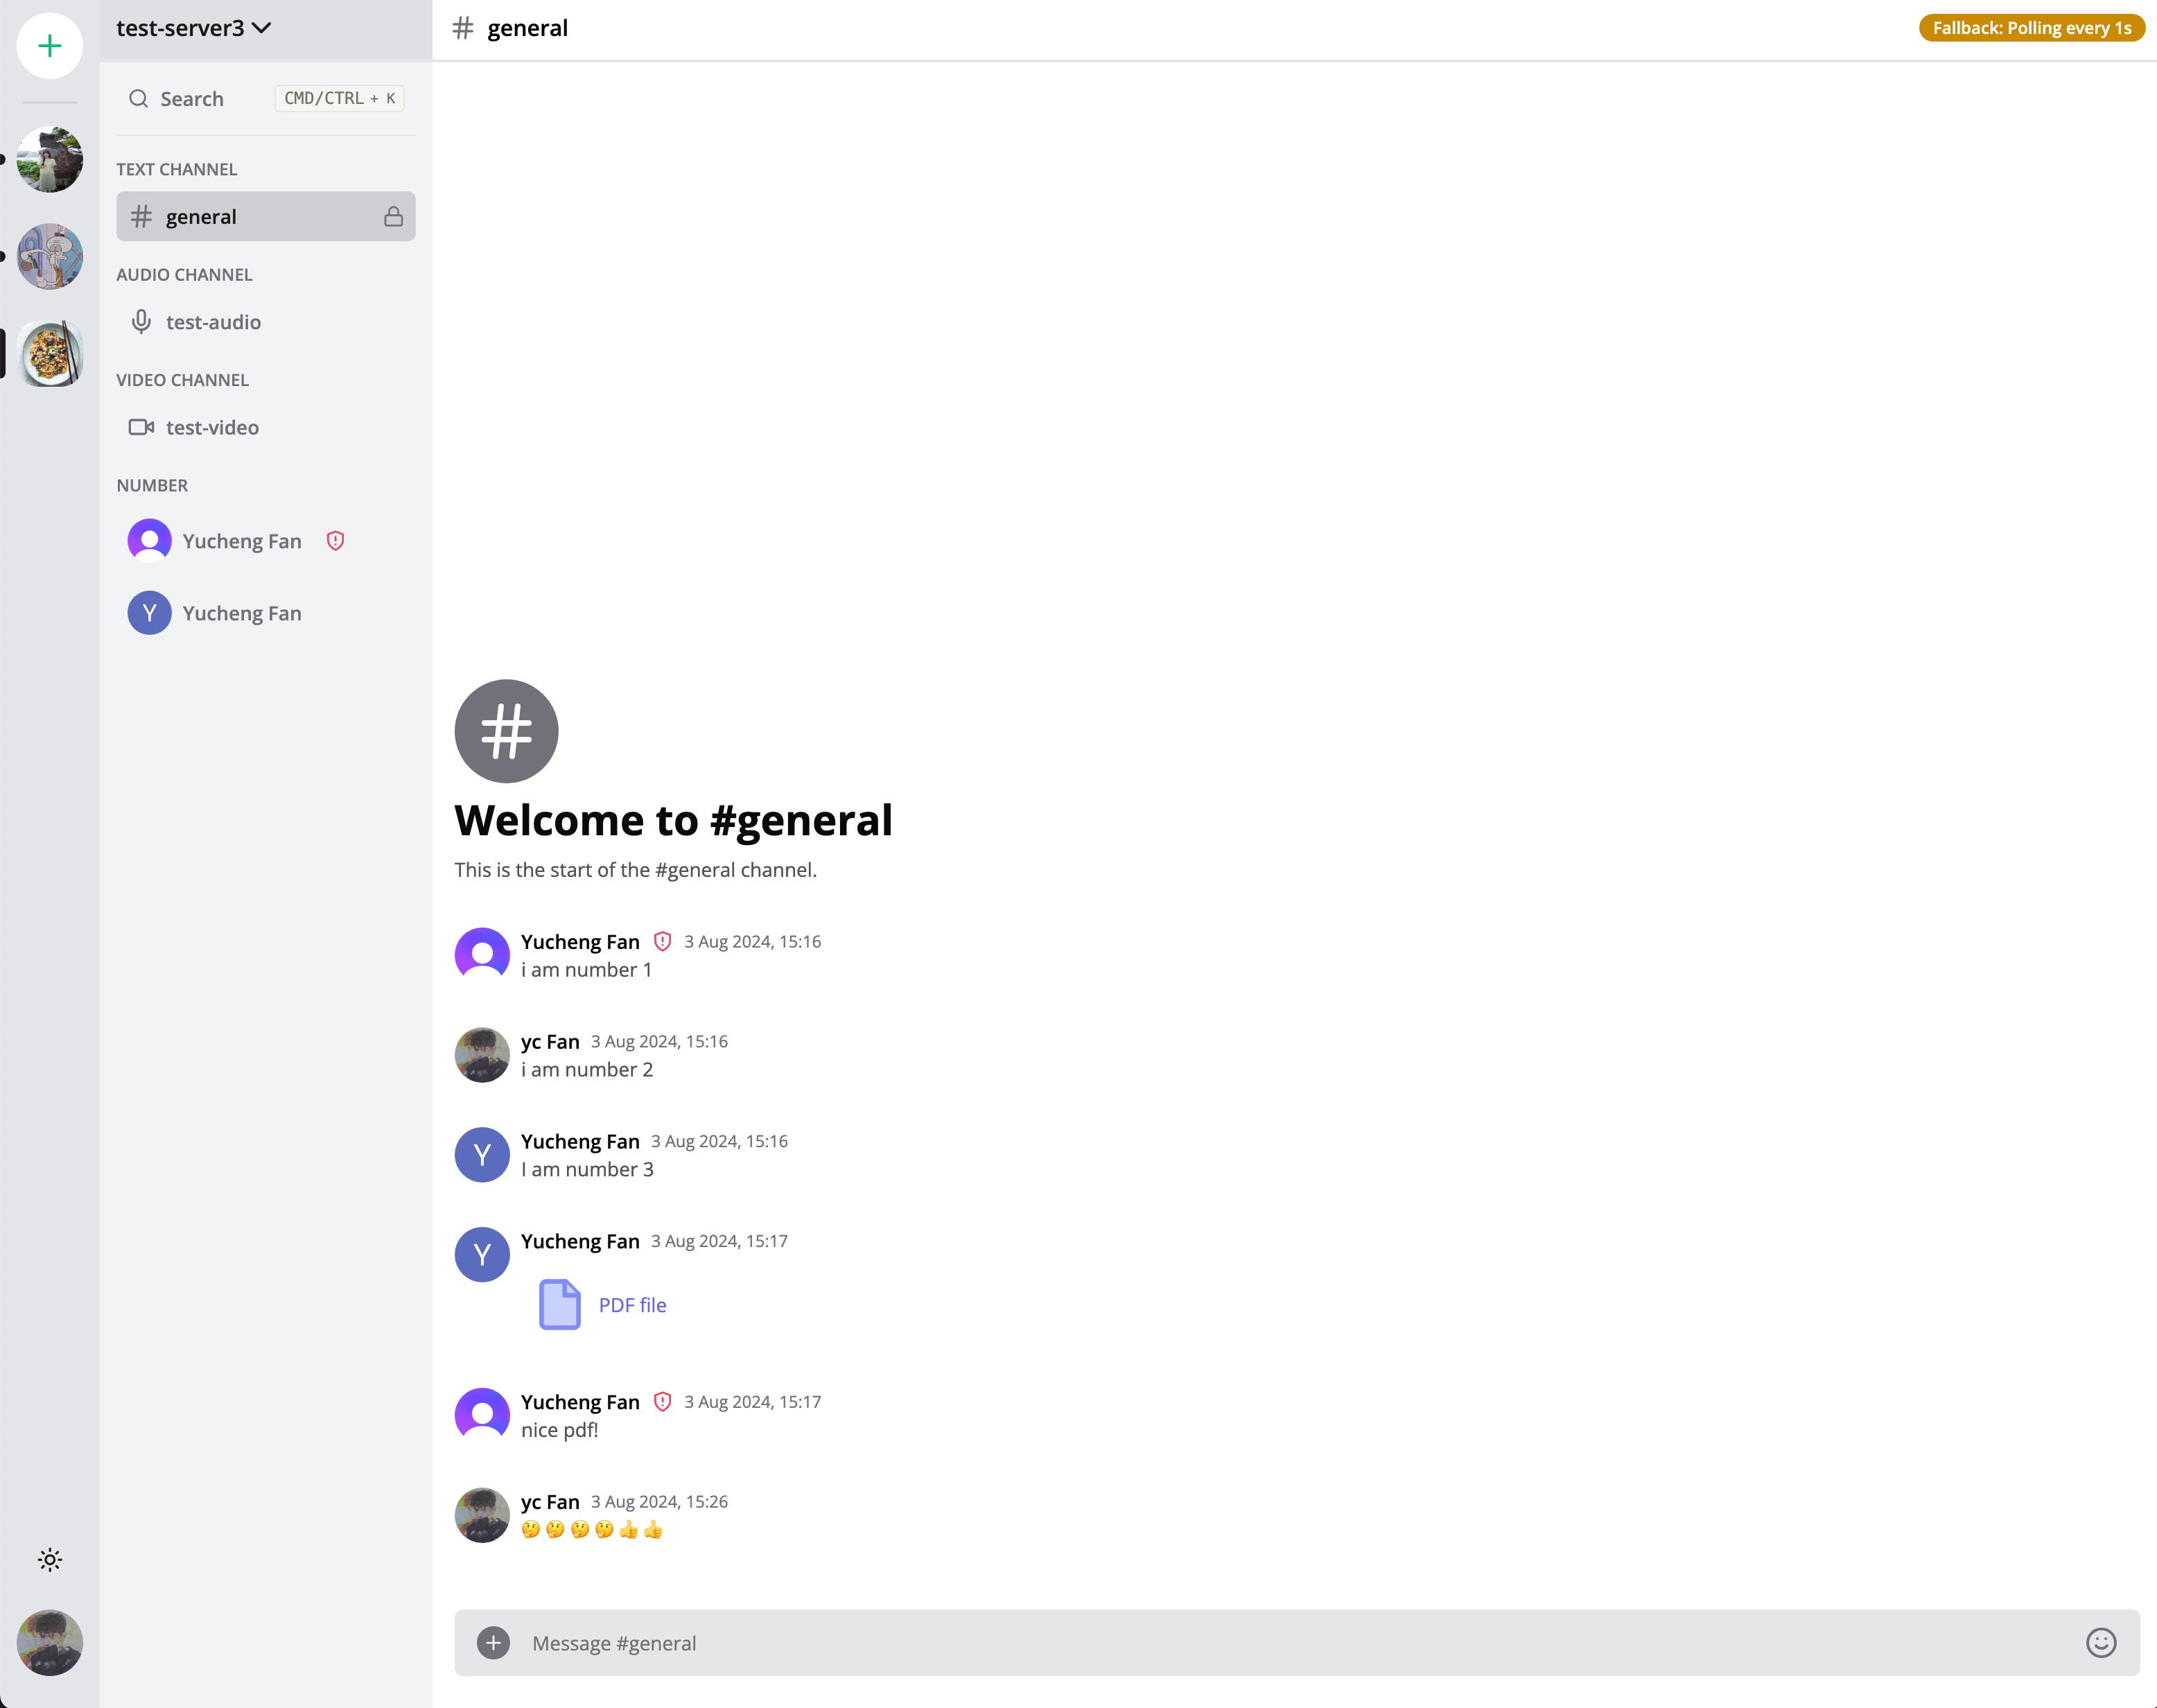 test-server3
Search CMD/CTRL + K
TEXT CHANNEL
# general
AUDIO CHANNEL
test-audio
VIDEO CHANNEL
test-video
NUMBER
Yucheng Fan
Y Yucheng Fan
# general
Fallback: Polling every 1s
#
Welcome to #general
This is the start of the #general channel.
Yucheng Fan 3 Aug 2024, 15:16
i am number 1
yc Fan 3 Aug 2024, 15:16
i am number 2
Y Yucheng Fan 3 Aug 2024, 15:16
I am number 3
Y Yucheng Fan 3 Aug 2024, 15:17
PDF file
Yucheng Fan 3 Aug 2024, 15:17
nice pdf!
yc Fan 3 Aug 2024, 15:26
🤔🤔🤔🤔👍👍
Message #general